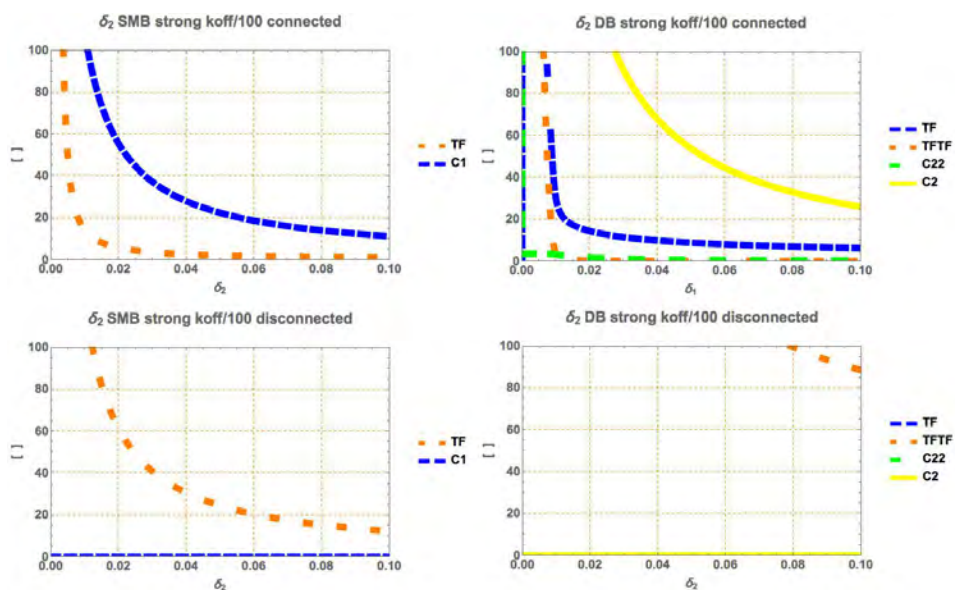 δ₂ SMB strong koff/100 connected
100
80
60
40
20
0
[ ]
0.00 0.02 0.04 0.06 0.08 0.10
δ₂
TF
C1
δ₂ DB strong koff/100 connected
100
80
60
40
20
0
[ ]
0.00 0.02 0.04 0.06 0.08 0.10
δ₁
TF
TFTF
C22
C2
δ₂ SMB strong koff/100 disconnected
100
80
60
40
20
0
[ ]
0.00 0.02 0.04 0.06 0.08 0.10
δ₂
TF
C1
δ₂ DB strong koff/100 disconnected
100
80
60
40
20
0
[ ]
0.00 0.02 0.04 0.06 0.08 0.10
δ₂
TF
TFTF
C22
C2